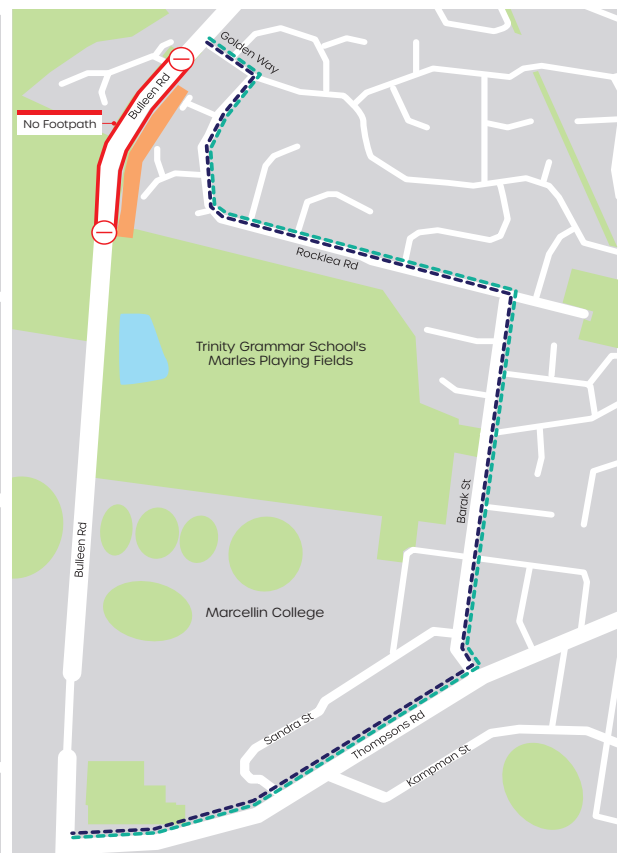 Golden Way
Bulleen Rd
No Footpath
Rocklea Rd
Trinity Grammar School's
Marles Playing Fields
Barak St
Bulleen Rd
Marcellin College
Sandra St
Thompsons Rd
Kampman St